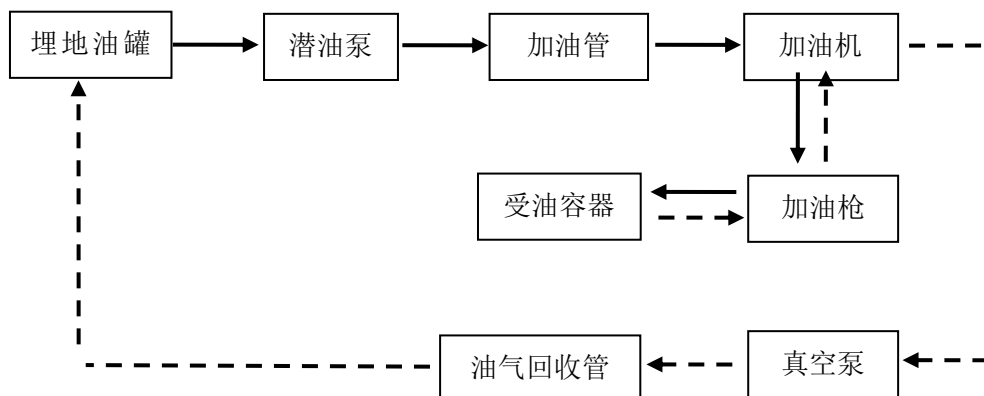 埋地油罐
潜油泵
加油管
加油机
受油容器
加油枪
油气回收管
真空泵